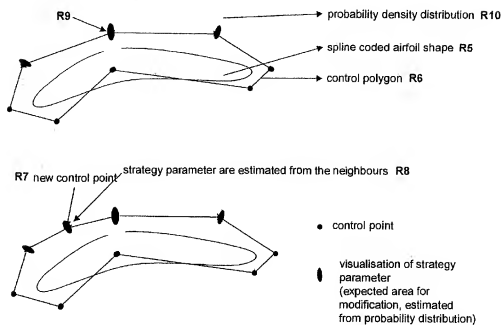 R9
probability density distribution R10
spline coded airfoil shape R5
control polygon R6
strategy parameter are estimated from the neighbours R8
R7 new control point
control point
visualisation of strategy
parameter
(expected area for
modification, estimated
from probability distribution)